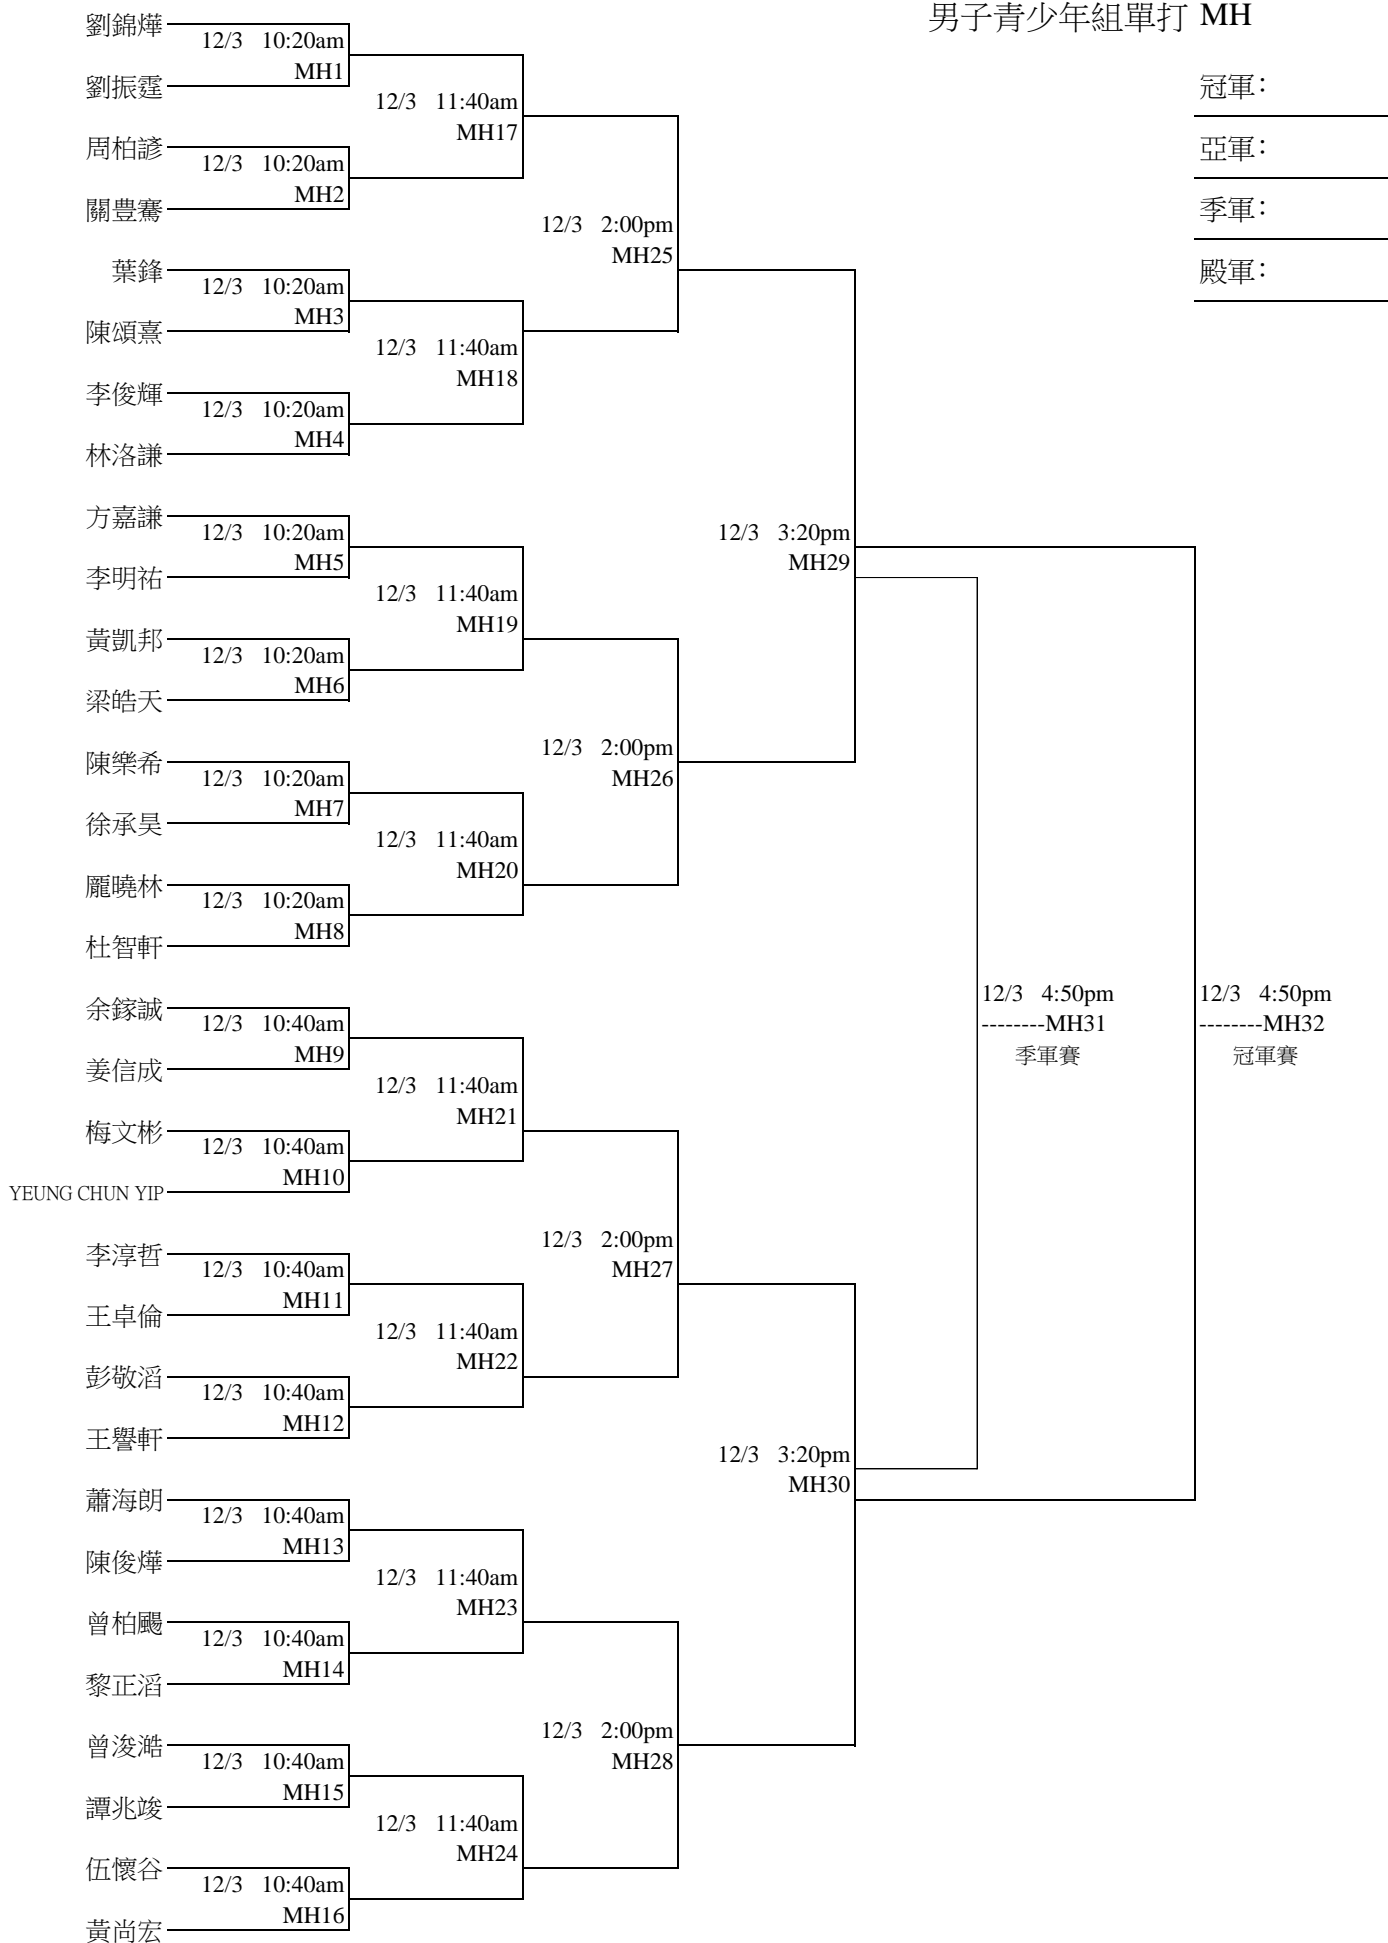 男子青少年組單打 MH
冠軍：
亞軍：
季軍：
殿軍：
劉錦燁
12/3 10:20am
MH1
劉振霆
12/3 11:40am
MH17
周柏諺
12/3 10:20am
MH2
關豊騫
12/3 2:00pm
MH25
葉鋒
12/3 10:20am
MH3
陳頌熹
12/3 11:40am
MH18
李俊輝
12/3 10:20am
MH4
林洛謙
方嘉謙
12/3 10:20am
MH5
12/3 3:20pm
MH29
李明祐
12/3 11:40am
MH19
黃凱邦
12/3 10:20am
MH6
梁皓天
12/3 2:00pm
MH26
陳樂希
12/3 10:20am
MH7
徐承昊
12/3 11:40am
MH20
龎曉林
12/3 10:20am
MH8
杜智軒
12/3 4:50pm
--------MH31
季軍賽
12/3 4:50pm
--------MH32
冠軍賽
余鎵誠
12/3 10:40am
MH9
姜信成
12/3 11:40am
MH21
梅文彬
12/3 10:40am
MH10
YEUNG CHUN YIP
12/3 2:00pm
MH27
李淳哲
12/3 10:40am
MH11
王卓倫
12/3 11:40am
MH22
彭敬滔
12/3 10:40am
MH12
王譽軒
12/3 3:20pm
MH30
蕭海朗
12/3 10:40am
MH13
陳俊燁
12/3 11:40am
MH23
曾柏颺
12/3 10:40am
MH14
黎正滔
12/3 2:00pm
MH28
曾浚澔
12/3 10:40am
MH15
譚兆竣
12/3 11:40am
MH24
伍懷谷
12/3 10:40am
MH16
黃尚宏